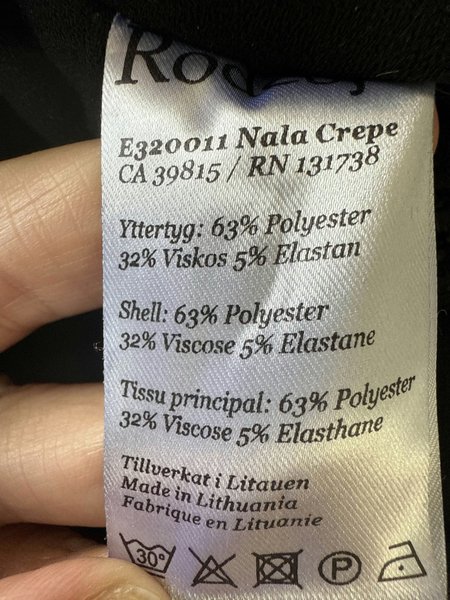 E320011 Nala Crepe
CA 39815 / RN 131738
Yttertyg: 63% Polyester
32% Viskos 5% Elastan
Shell: 63% Polyester
32% Viscose 5% Elastane
Tissu principal: 63% Polyester
32% Viscose 5% Elasthane
Tillverkat i Litauen
Made in Lithuania
Fabrique en Lituanie
30° P